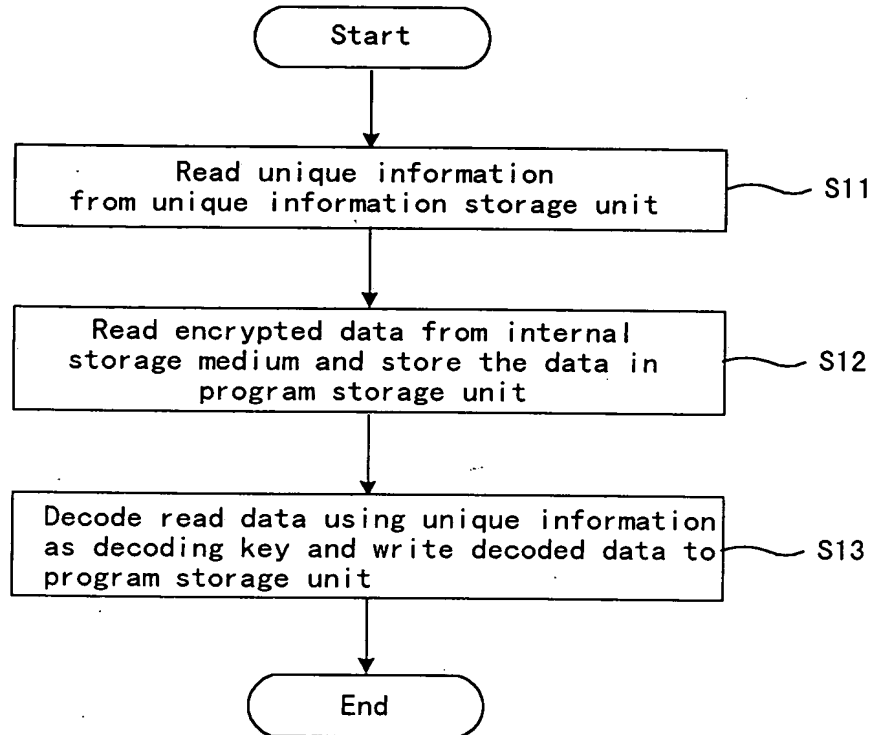 Start
Read unique information
from unique information storage unit
S11
Read encrypted data from internal
storage medium and store the data in
program storage unit
S12
Decode read data using unique information
as decoding key and write decoded data to
program storage unit
S13
End